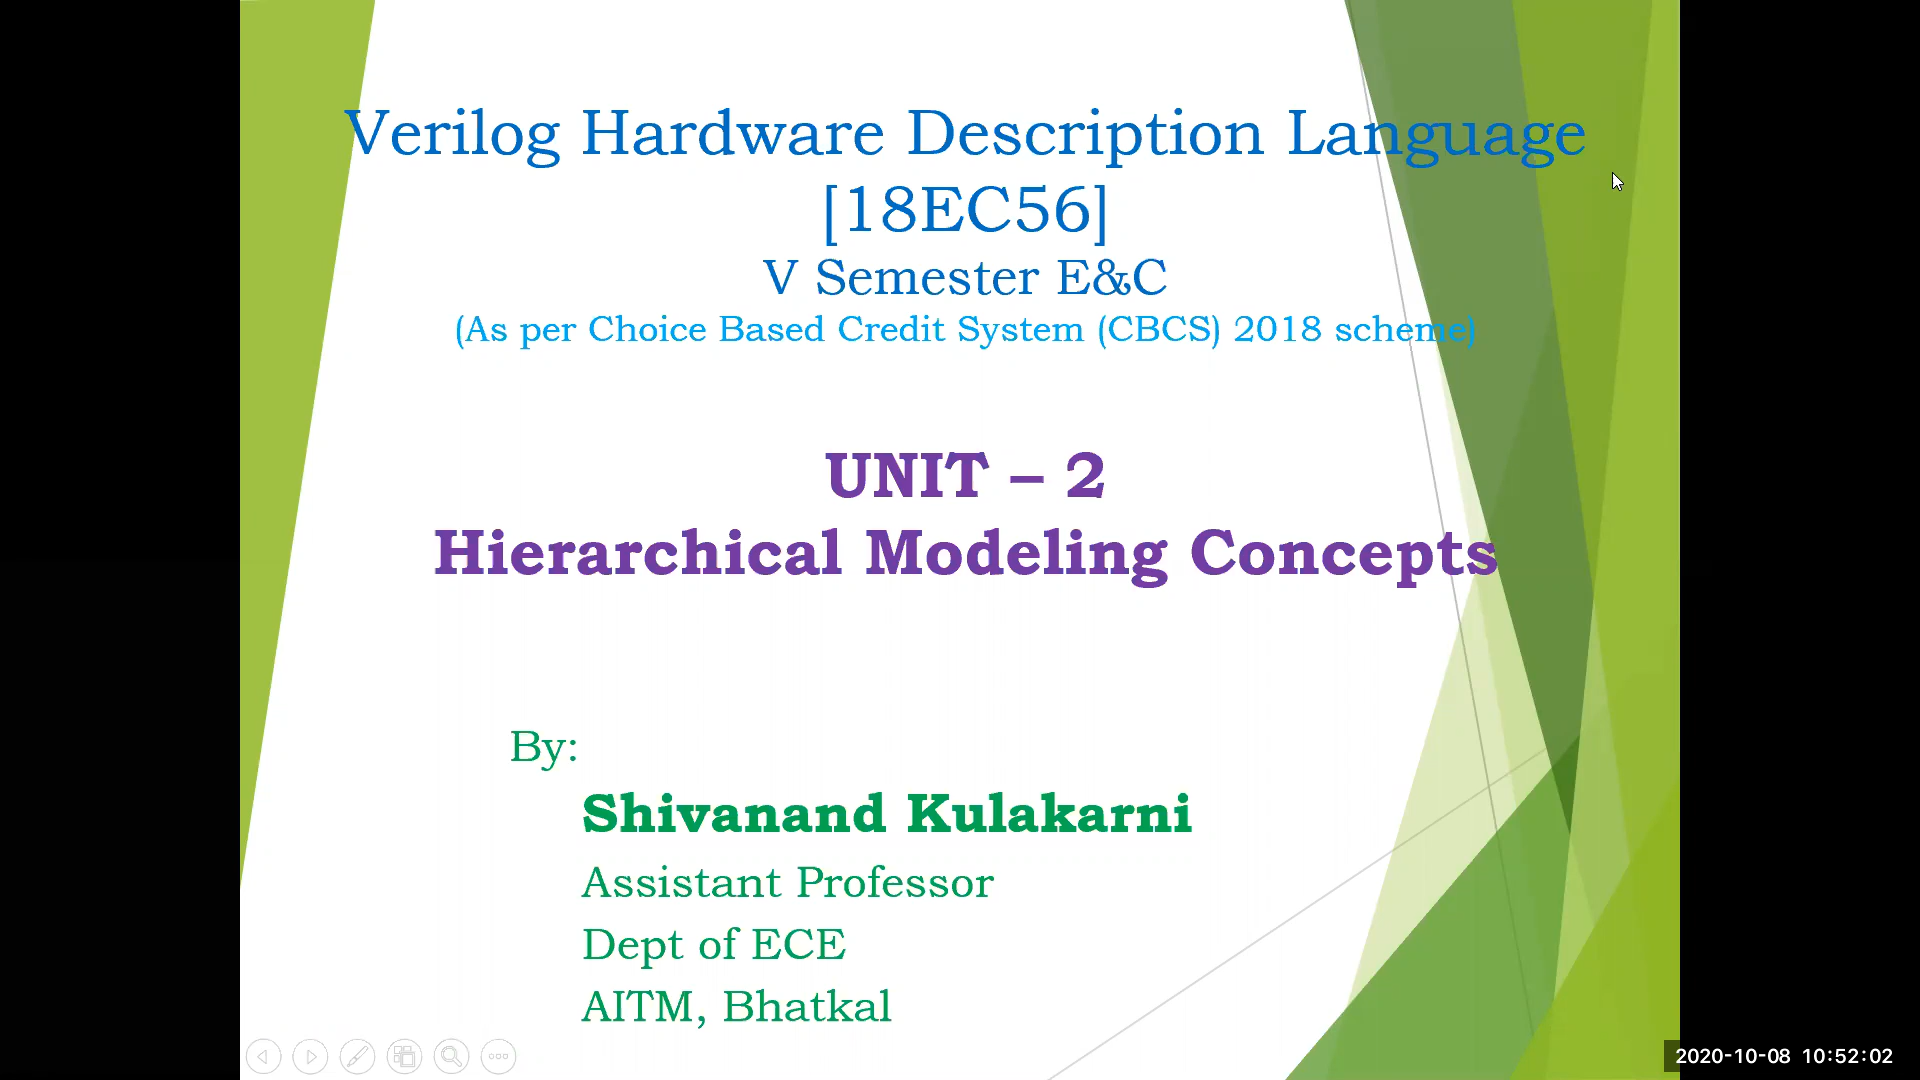 Verilog Hardware Description Language
[18EC56]
V Semester E&C
(As per Choice Based Credit System (CBCS) 2018 scheme)
UNIT – 2
Hierarchical Modeling Concepts
By:
Shivanand Kulakarni
Assistant Professor
Dept of ECE
AITM, Bhatkal
2020-10-08 10:52:02